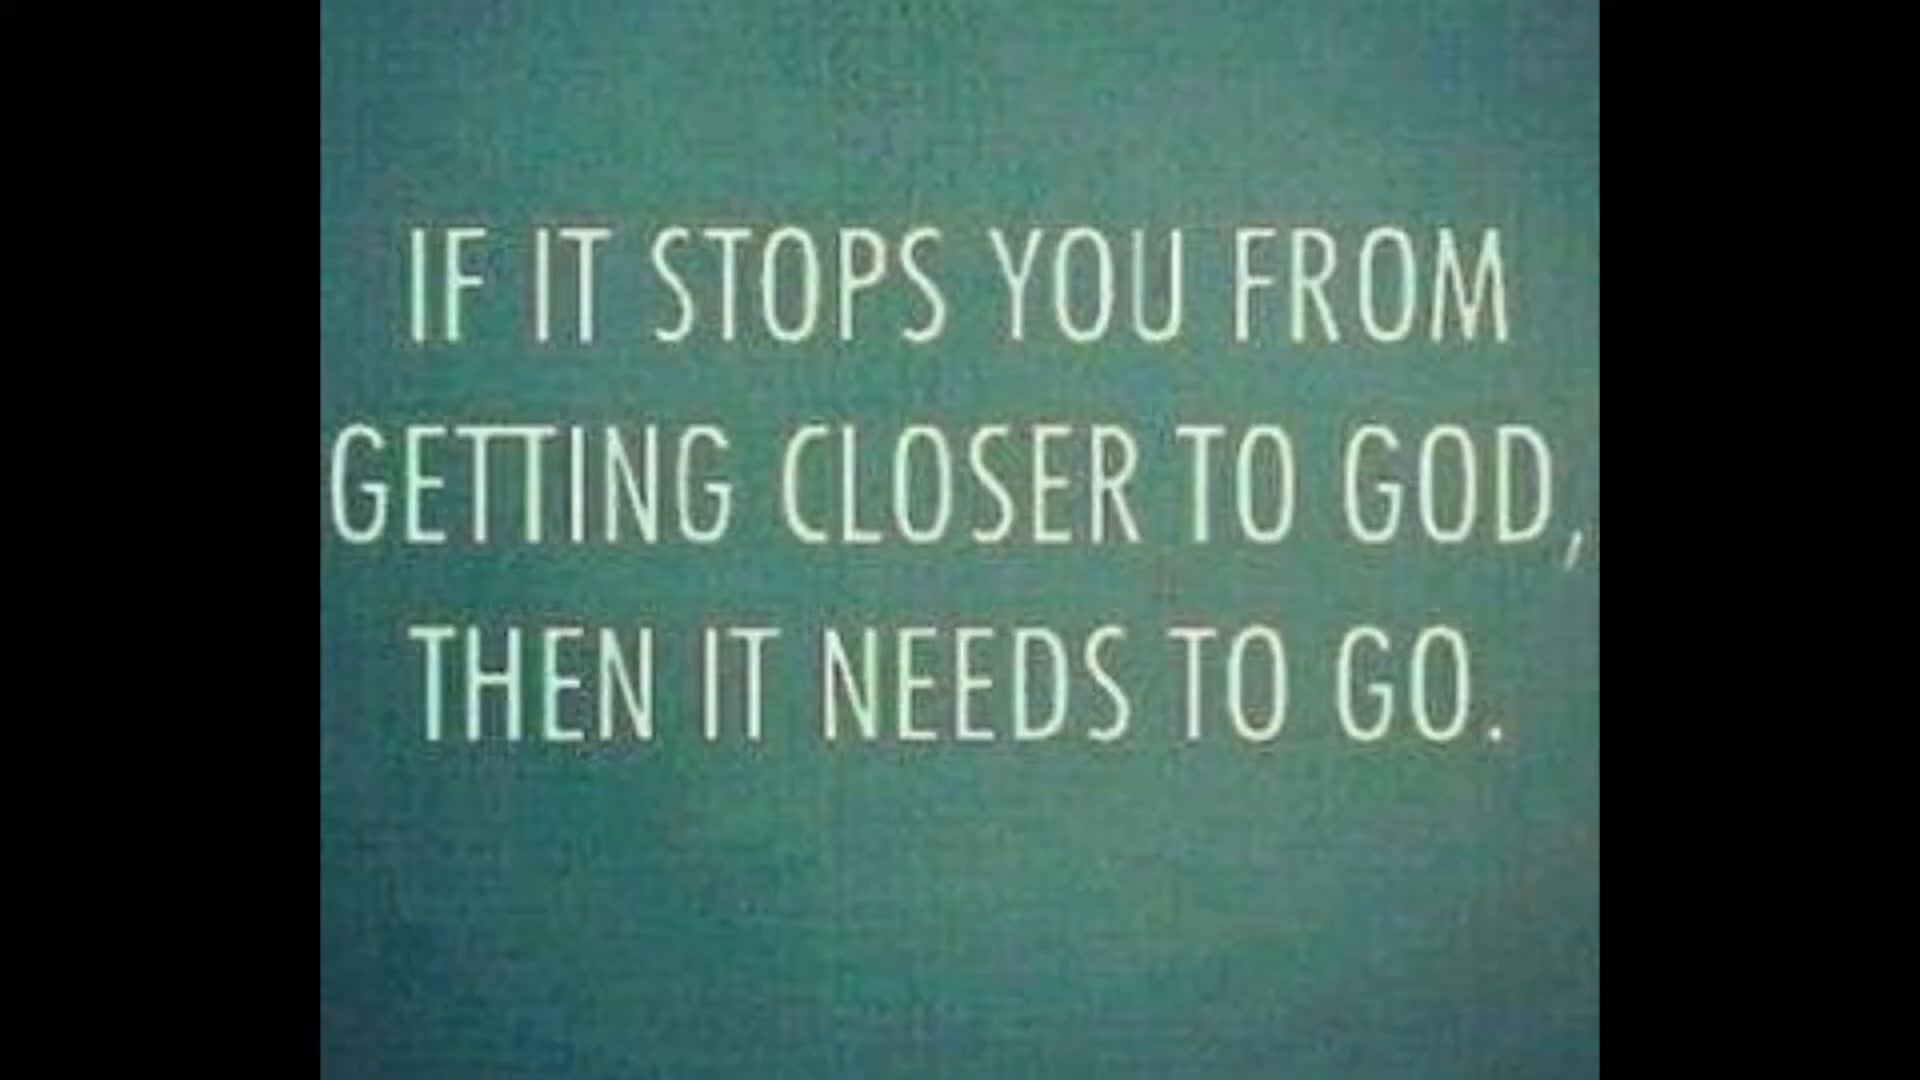 IF IT STOPS YOU FROM
GETTING CLOSER TO GOD,
THEN IT NEEDS TO GO.